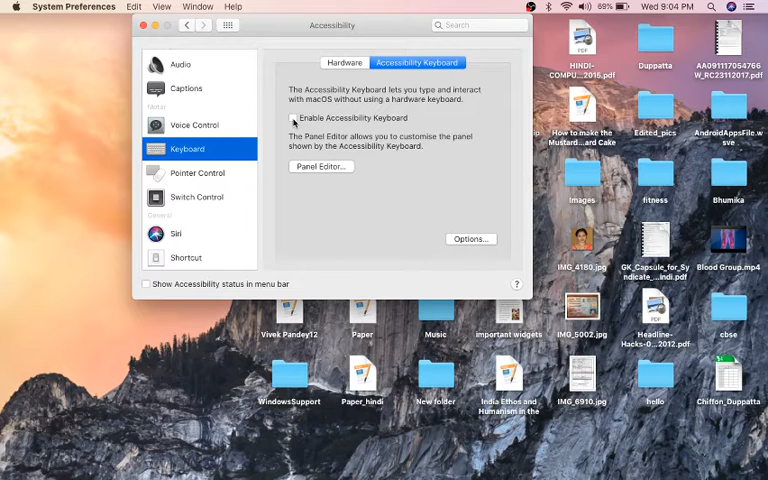 System Preferences Edit View Window Help
69% Wed 9:04 PM
Accessibility
Search
Audio
Captions
Motor
Voice Control
Keyboard
Pointer Control
Switch Control
General
Siri
Shortcut
Hardware
Accessibility Keyboard
The Accessibility Keyboard lets you type and interact
with macOS without using a hardware keyboard.
Enable Accessibility Keyboard
The Panel Editor allows you to customise the panel
shown by the Accessibility Keyboard.
Panel Editor...
Options...
Show Accessibility status in menu bar
?
HINDI-
COMPU...2015.pdf
Duppatta
AA091117054766
W_RC23112017.pdf
How to make the
Mustard...ard Cake
Edited_pics
AndroidAppsFile.w
sve
Images
fitness
Bhumika
IMG_4180.jpg
GK_Capsule_for_Sy
ndicate_...indi.pdf
Blood Group.mp4
Vivek Pandey12
Paper
Music
important widgets
IMG_5002.jpg
PDF
Headline-
Hacks-0...2012.pdf
cbse
WindowsSupport
Paper_hindi
New folder
India Ethos and
Humanism in the
IMG_6910.jpg
hello
Chiffon_Duppatta